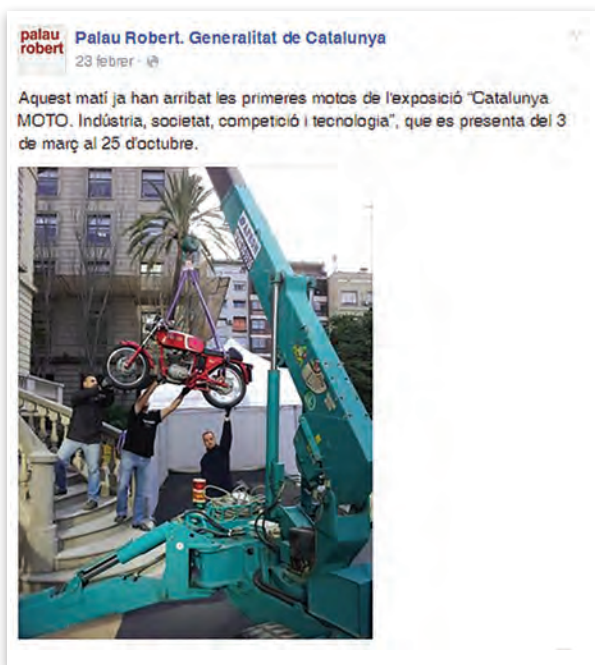 palau
robert
Palau Robert. Generalitat de Catalunya
23 febrer ·
Aquest matí ja han arribat les primeres motos de l'exposició "Catalunya
MOTO. Indústria, societat, competició i tecnologia", que es presenta del 3
de març al 25 d'octubre.